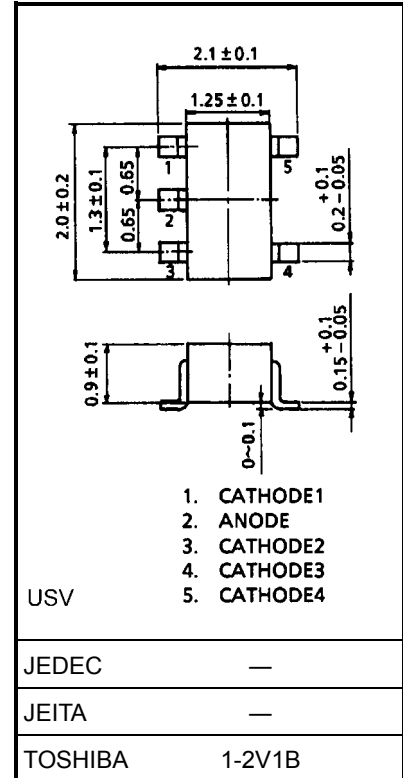 2.1±0.1
1.25±0.1
1
5
2.0±0.2
1.3±0.1
0.65
0.65
2
3
4
+0.1
0.2−0.05
0.9±0.1
+0.1
0.15−0.05
0~0.1
1. CATHODE1
2. ANODE
3. CATHODE2
4. CATHODE3
USV
5. CATHODE4
JEDEC —
JEITA —
TOSHIBA 1-2V1B